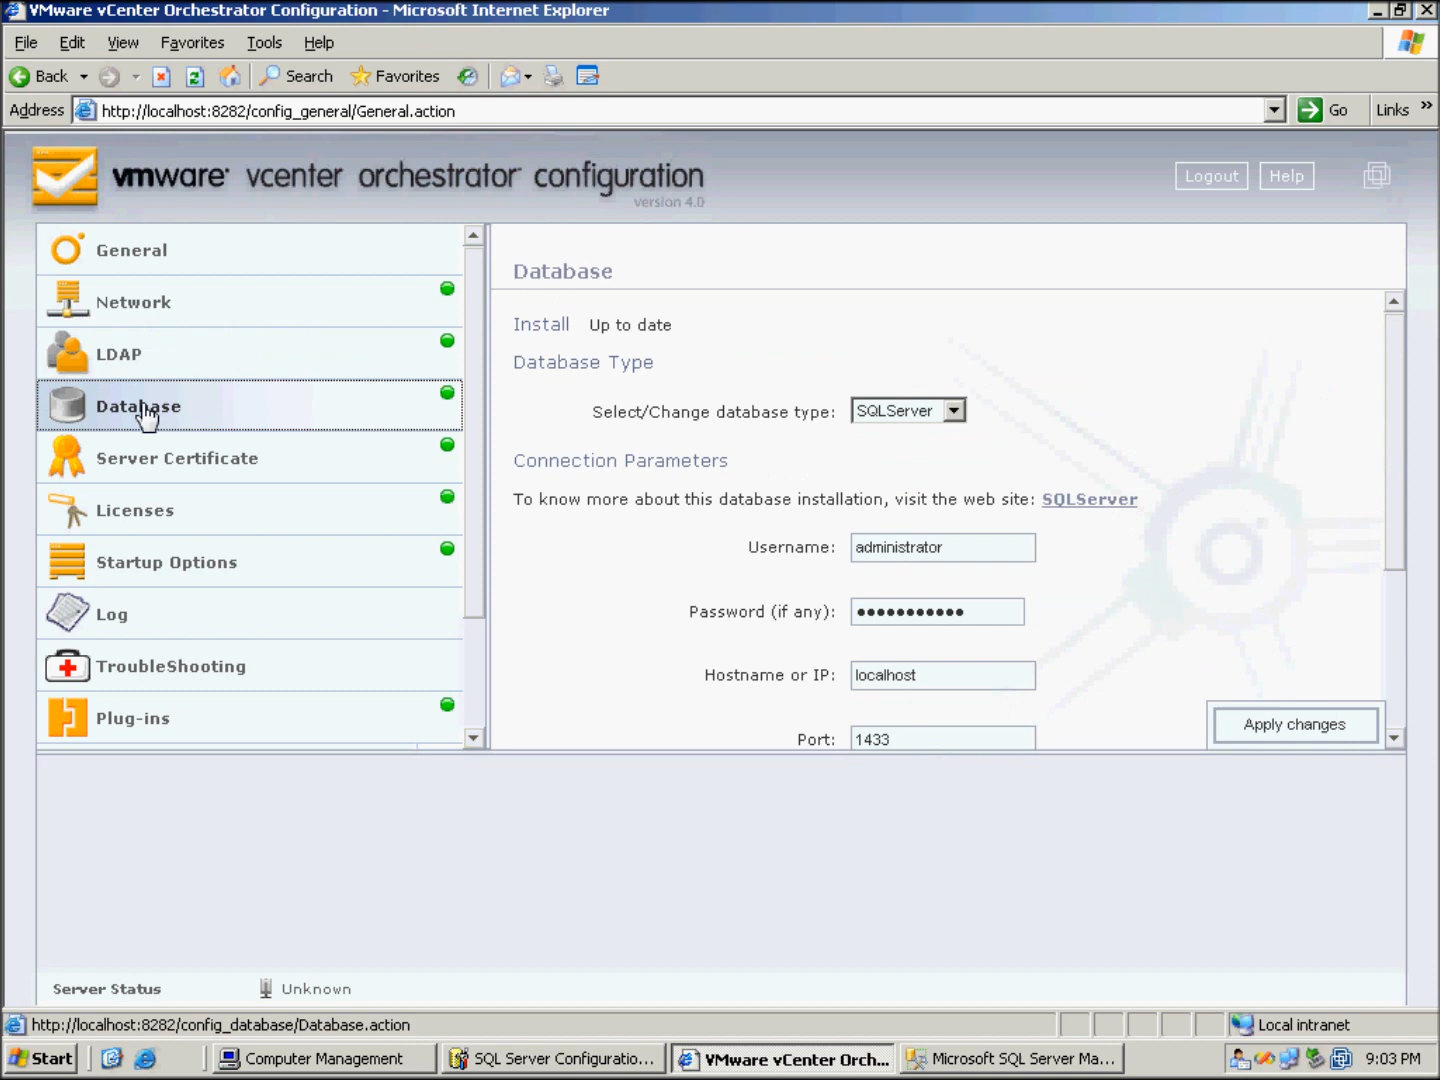 VMware vCenter Orchestrator Configuration - Microsoft Internet Explorer
File Edit View Favorites Tools Help
Back Search Favorites
Address http://localhost:8282/config_general/General.action Go Links »
vmware vcenter orchestrator configuration
version 4.0
Logout Help
General
Network
LDAP
Database
Server Certificate
Licenses
Startup Options
Log
TroubleShooting
Plug-ins
Database
Install Up to date
Database Type
Select/Change database type: SQLServer
Connection Parameters
To know more about this database installation, visit the web site: SQLServer
Username: administrator
Password (if any): •••••••••••
Hostname or IP: localhost
Port: 1433
Apply changes
Server Status Unknown
http://localhost:8282/config_database/Database.action Local intranet
Start Computer Management SQL Server Configuratio... VMware vCenter Orch... Microsoft SQL Server Ma... 9:03 PM